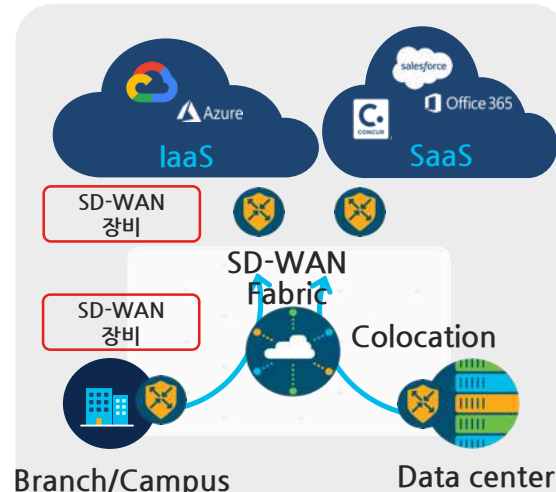 salesforce
Azure
C.
CONCUR
Office 365
IaaS
SaaS
SD-WAN
장비
SD-WAN
Fabric
SD-WAN
장비
Colocation
Branch/Campus
Data center